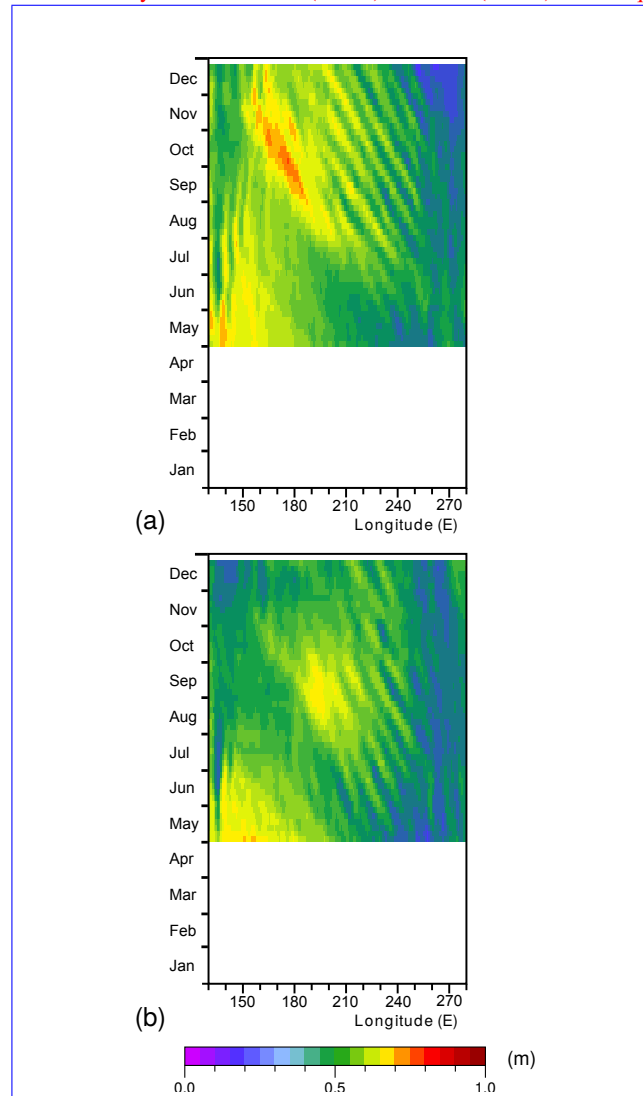 Dec
Nov
Oct
Sep
Aug
Jul
Jun
May
Apr
Mar
Feb
Jan
150 180 210 240 270
(a) Longitude (E)
Dec
Nov
Oct
Sep
Aug
Jul
Jun
May
Apr
Mar
Feb
Jan
150 180 210 240 270
(b) Longitude (E)
(m)
0.0 0.5 1.0